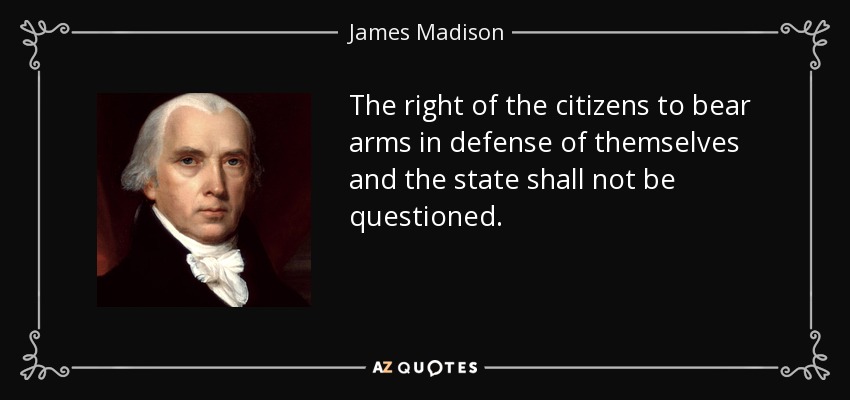 James Madison
The right of the citizens to bear
arms in defense of themselves
and the state shall not be
questioned.
AZ QUOTES